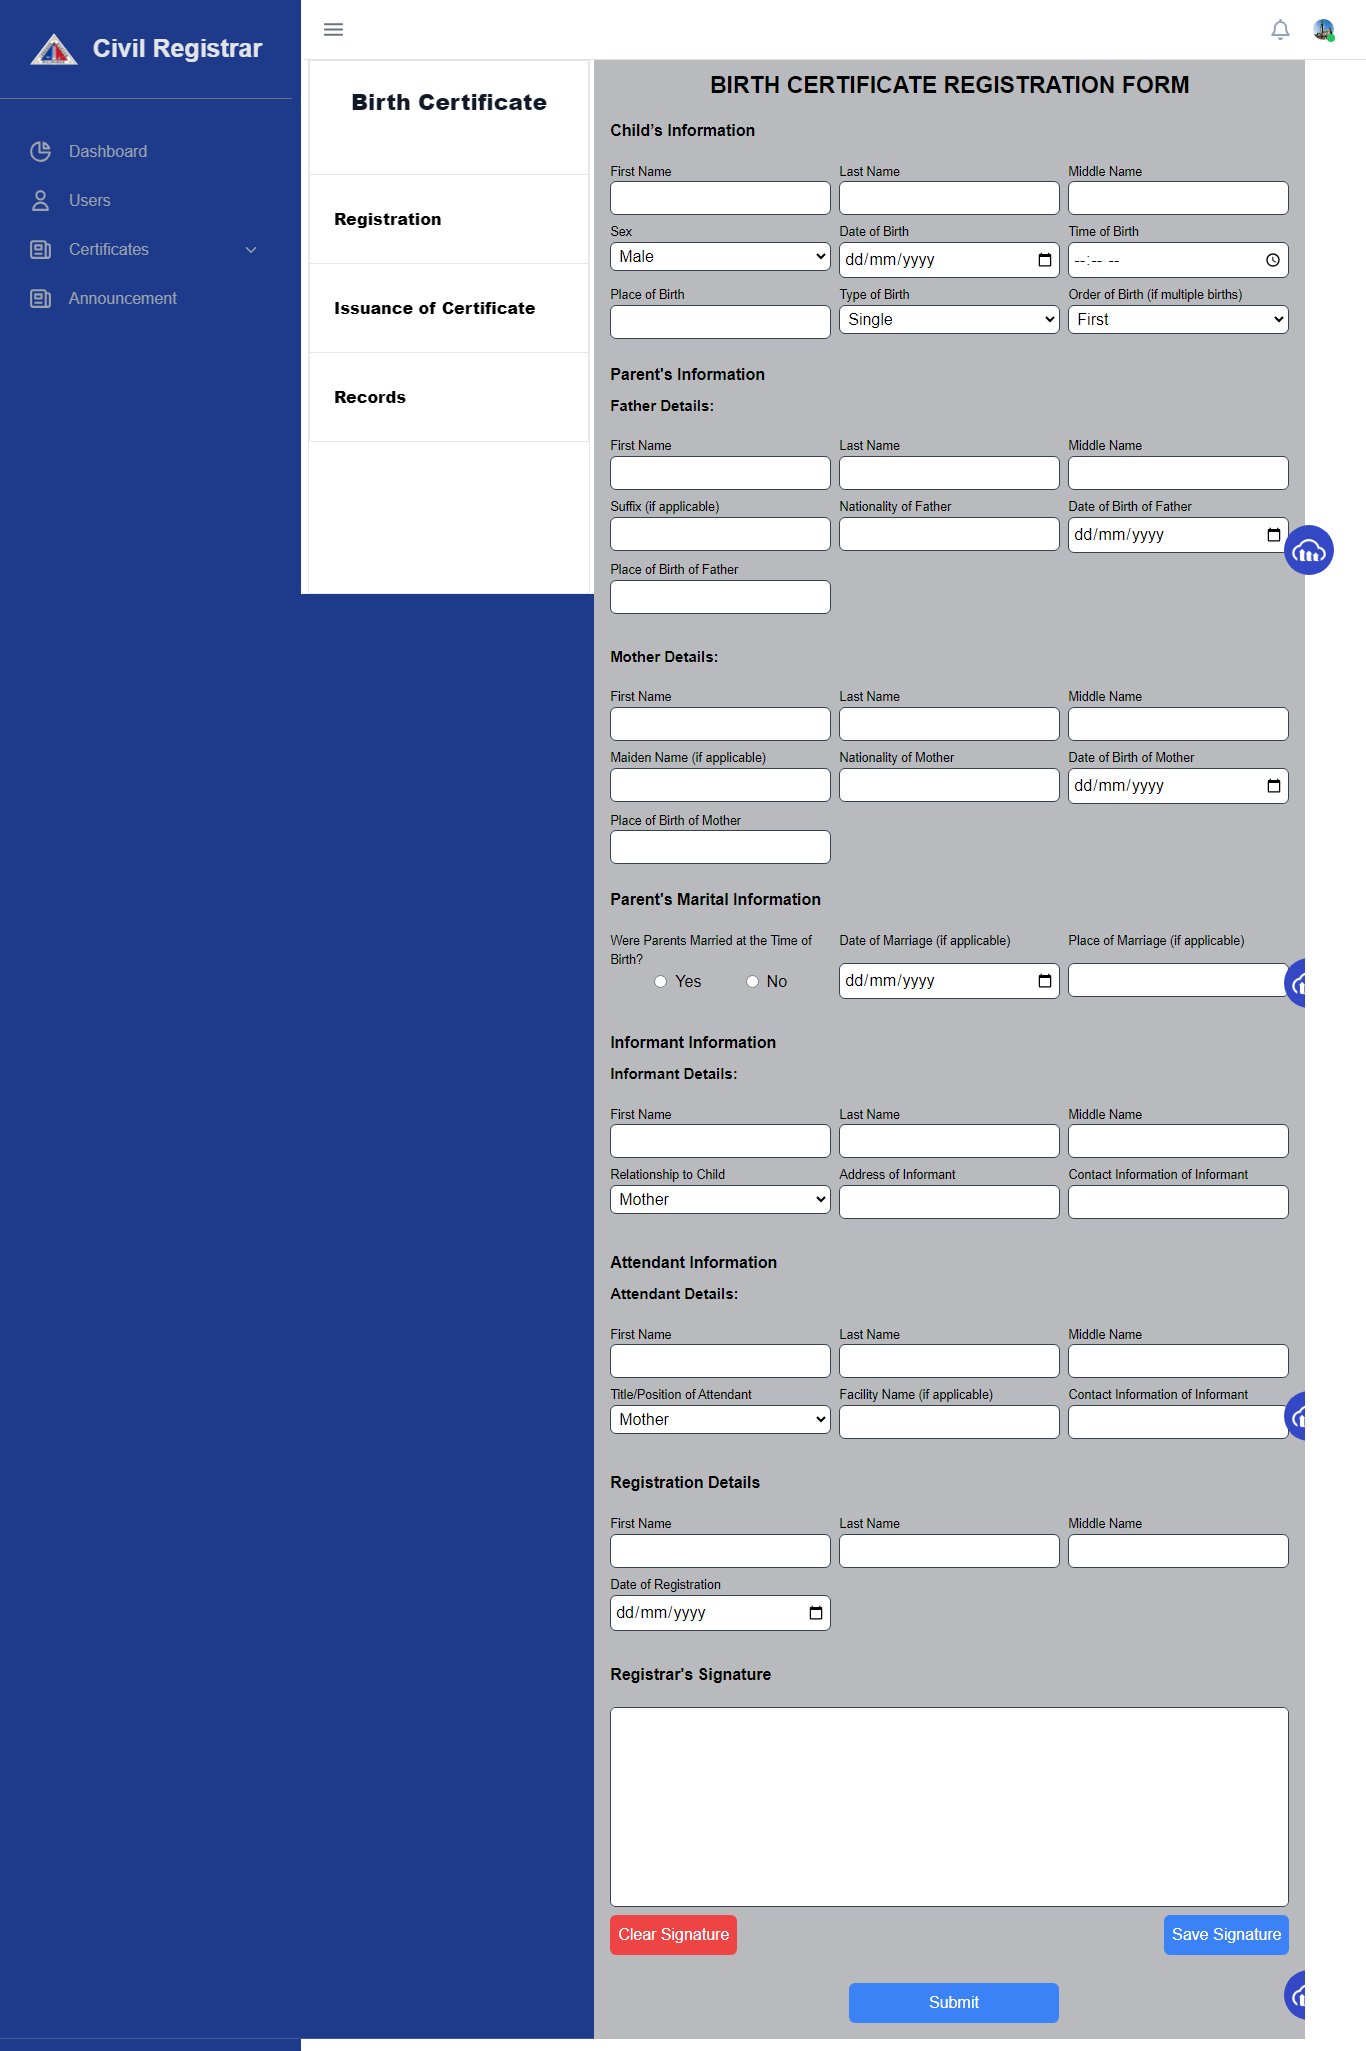 Civil Registrar
Dashboard
Users
Certificates
Announcement
Birth Certificate
Registration
Issuance of Certificate
Records
BIRTH CERTIFICATE REGISTRATION FORM
Child’s Information
First Name Last Name Middle Name
Sex Date of Birth Time of Birth
Male dd/mm/yyyy --:-- --
Place of Birth Type of Birth Order of Birth (if multiple births)
Single First
Parent's Information
Father Details:
First Name Last Name Middle Name
Suffix (if applicable) Nationality of Father Date of Birth of Father
dd/mm/yyyy
Place of Birth of Father
Mother Details:
First Name Last Name Middle Name
Maiden Name (if applicable) Nationality of Mother Date of Birth of Mother
dd/mm/yyyy
Place of Birth of Mother
Parent's Marital Information
Were Parents Married at the Time of Birth? Date of Marriage (if applicable) Place of Marriage (if applicable)
Yes No dd/mm/yyyy
Informant Information
Informant Details:
First Name Last Name Middle Name
Relationship to Child Address of Informant Contact Information of Informant
Mother
Attendant Information
Attendant Details:
First Name Last Name Middle Name
Title/Position of Attendant Facility Name (if applicable) Contact Information of Informant
Mother
Registration Details
First Name Last Name Middle Name
Date of Registration
dd/mm/yyyy
Registrar's Signature
Clear Signature Save Signature
Submit